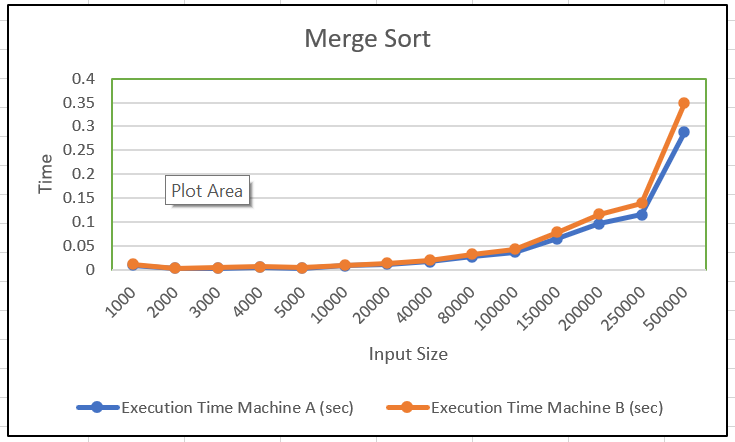 Merge Sort
0.4
0.35
0.3
0.25
0.2
0.15
0.1
0.05
0
Time
Plot Area
1000 2000 3000 4000 5000 10000 20000 40000 80000 100000 150000 200000 250000 500000
Input Size
Execution Time Machine A (sec) Execution Time Machine B (sec)